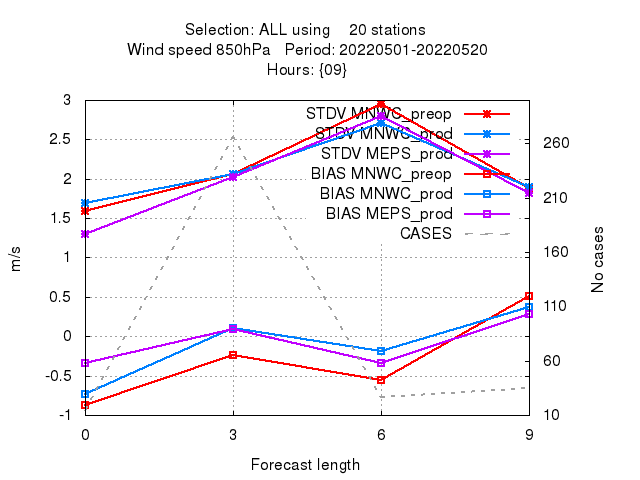 Selection: ALL using 20 stations
Wind speed 850hPa Period: 20220501-20220520
Hours: {09}
STDV MNWC_preop
STDV MNWC_prod
STDV MEPS_prod
BIAS MNWC_preop
BIAS MNWC_prod
BIAS MEPS_prod
CASES
3
2.5
2
1.5
1
0.5
0
-0.5
-1
m/s
260
210
160
110
60
10
No cases
0 3 6 9
Forecast length